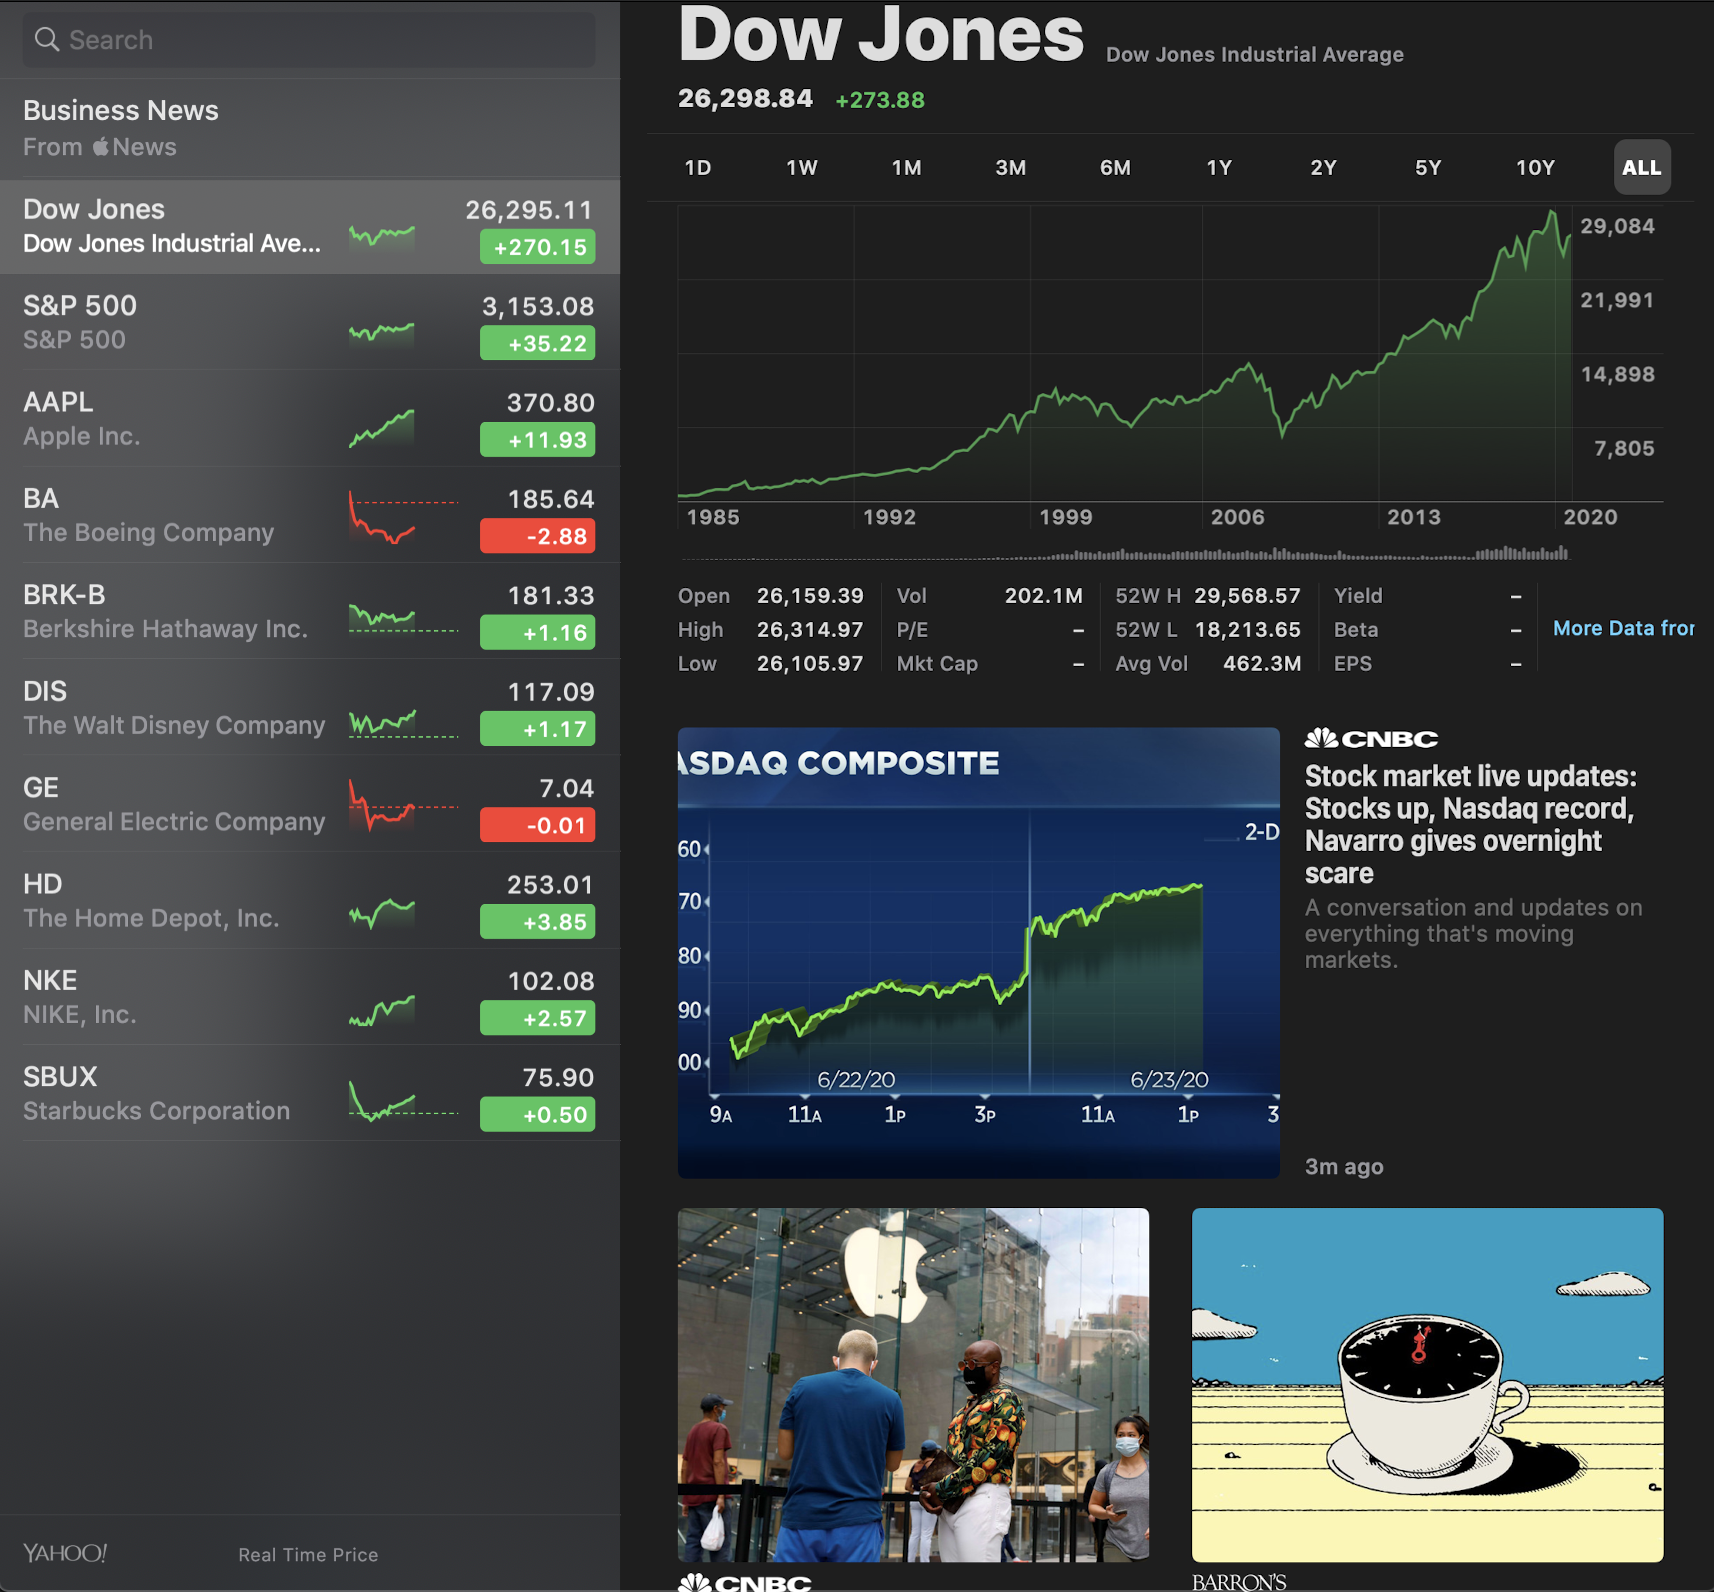 Search
Business News
From News
Dow Jones
26,295.11
Dow Jones Industrial Ave...
+270.15
S&P 500
3,153.08
S&P 500
+35.22
AAPL
370.80
Apple Inc.
+11.93
BA
185.64
The Boeing Company
-2.88
BRK-B
181.33
Berkshire Hathaway Inc.
+1.16
DIS
117.09
The Walt Disney Company
+1.17
GE
7.04
General Electric Company
-0.01
HD
253.01
The Home Depot, Inc.
+3.85
NKE
102.08
NIKE, Inc.
+2.57
SBUX
75.90
Starbucks Corporation
+0.50
YAHOO!
Real Time Price
Dow Jones Dow Jones Industrial Average
26,298.84 +273.88
1D 1W 1M 3M 6M 1Y 2Y 5Y 10Y ALL
29,084
21,991
14,898
7,805
1985 1992 1999 2006 2013 2020
Open 26,159.39 Vol 202.1M 52W H 29,568.57 Yield –
High 26,314.97 P/E – 52W L 18,213.65 Beta –
Low 26,105.97 Mkt Cap – Avg Vol 462.3M EPS –
More Data from
ASDAQ COMPOSITE
2-D
60
70
80
90
00
6/22/20 6/23/20
9A 11A 1P 3P 11A 1P 3
CNBC
Stock market live updates:
Stocks up, Nasdaq record,
Navarro gives overnight
scare
A conversation and updates on
everything that's moving
markets.
3m ago
CNBC
BARRON'S